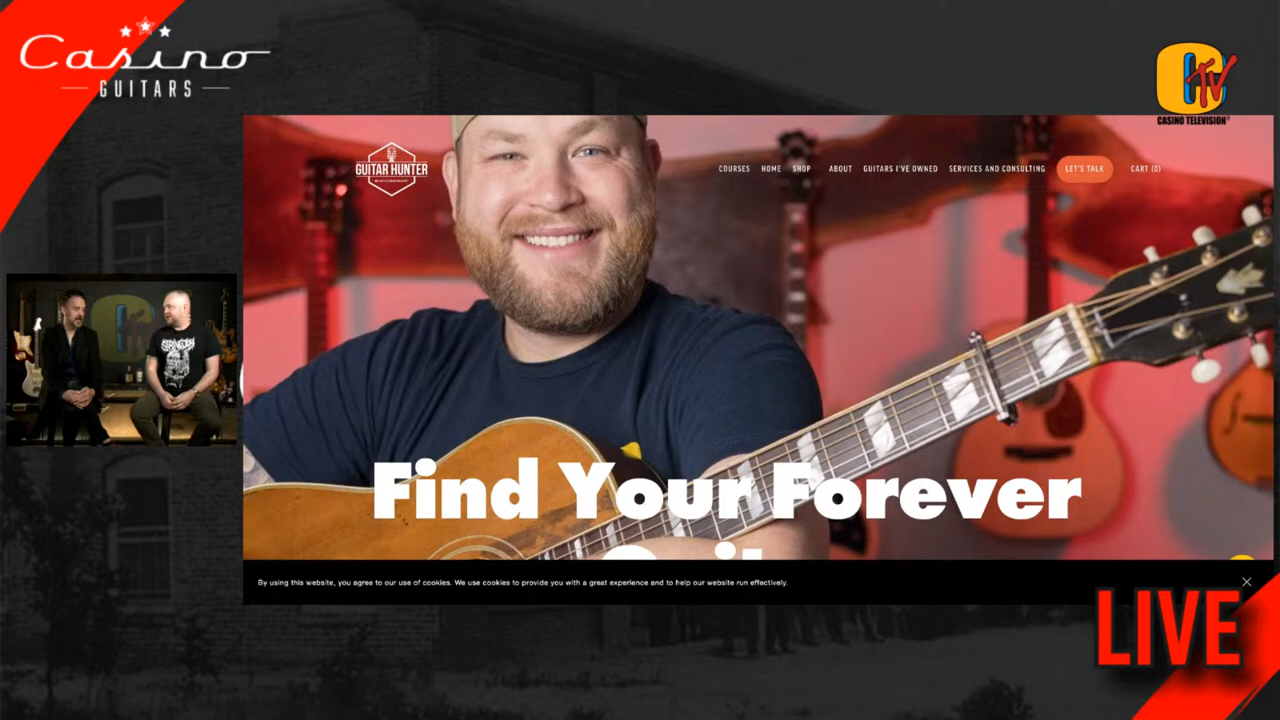 Casino
GUITARS
TV
CASINO TELEVISION
GUITAR HUNTER
COURSES HOME SHOP ABOUT GUITARS I'VE OWNED SERVICES AND CONSULTING LET'S TALK CART (0)
Find Your Forever
By using this website, you agree to our use of cookies. We use cookies to provide you with a great experience and to help our website run effectively.
LIVE